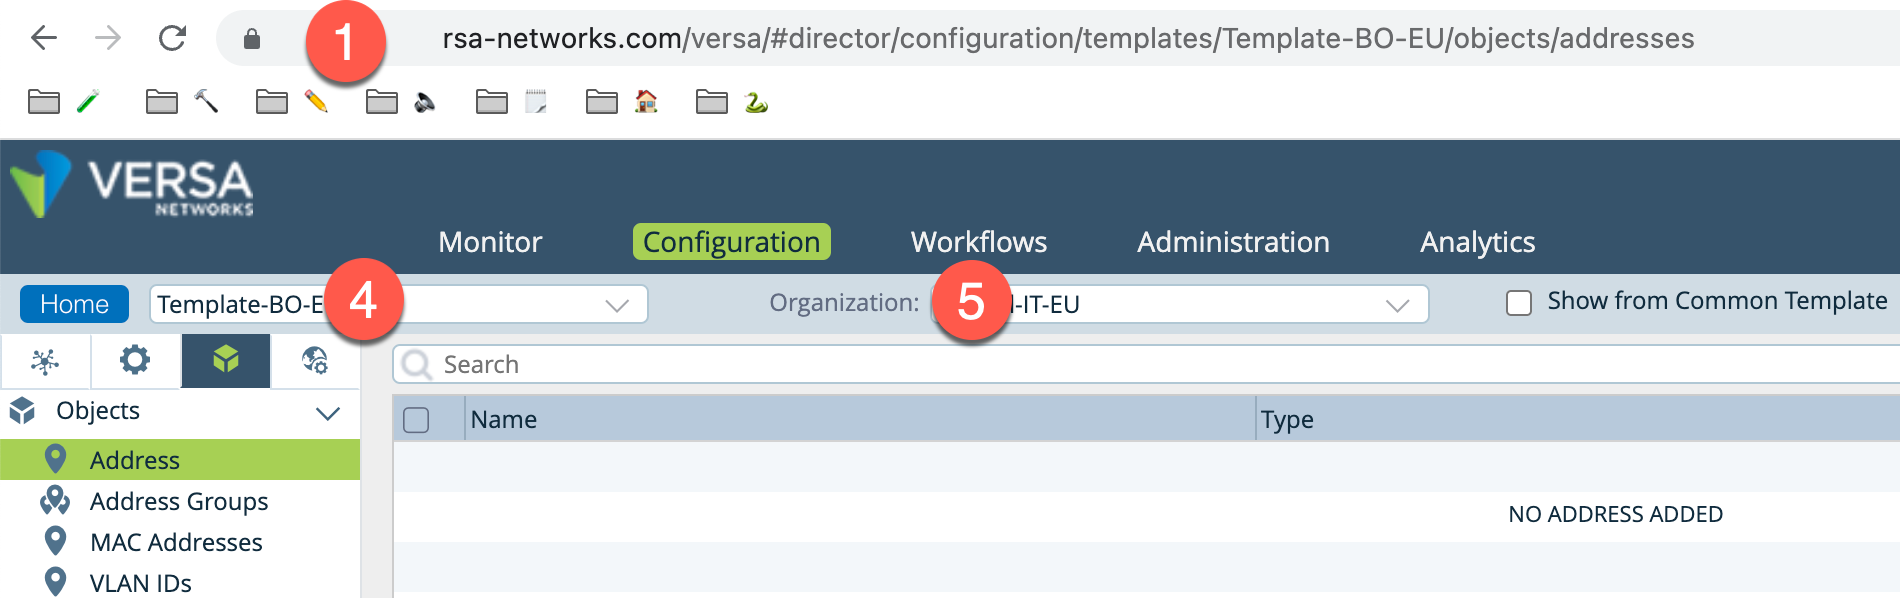 1
rsa-networks.com/versa/#director/configuration/templates/Template-BO-EU/objects/addresses
VERSA
NETWORKS
Monitor Configuration Workflows Administration Analytics
Home Template-BO-E 4 Organization: 5 -IT-EU Show from Common Template
Search
Objects
Name Type
Address
Address Groups
NO ADDRESS ADDED
MAC Addresses
VLAN IDs